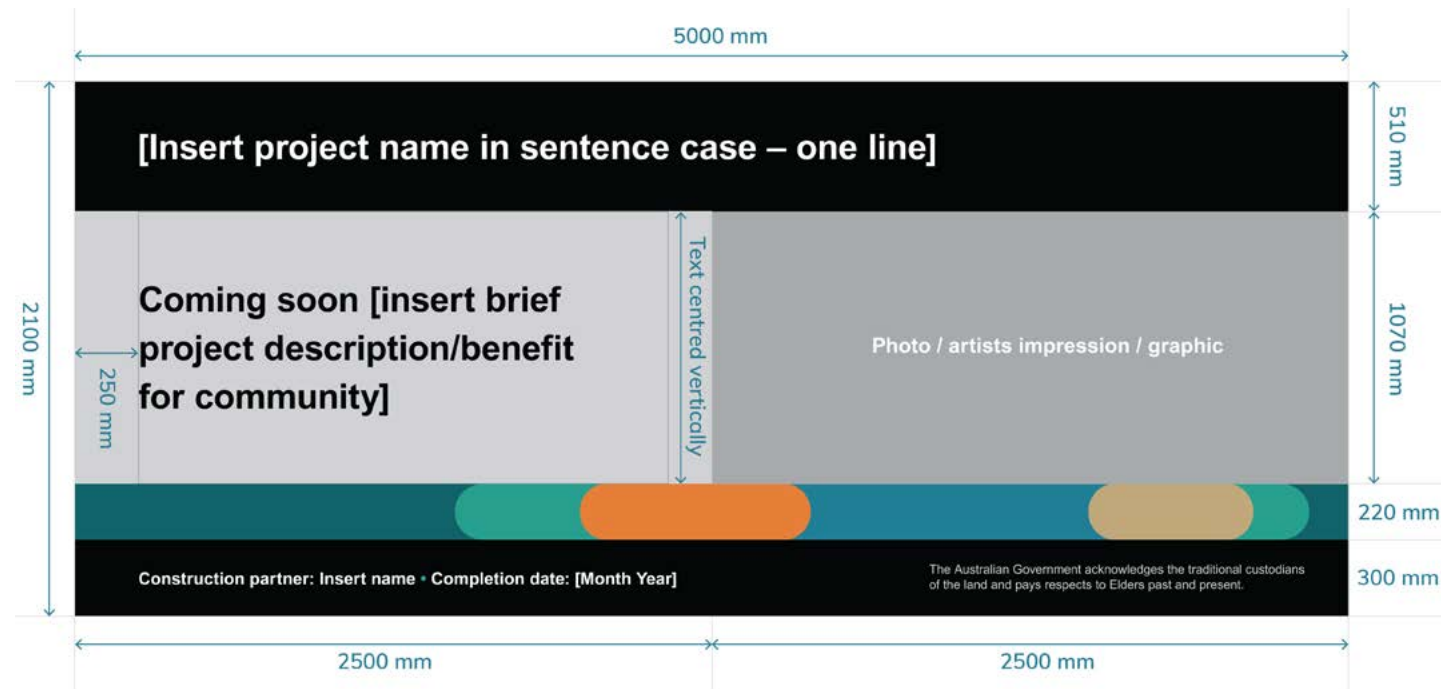 5000 mm
[Insert project name in sentence case – one line]
510 mm
2100 mm
250 mm
Coming soon [insert brief
project description/benefit
for community]
Text centred vertically
Photo / artists impression / graphic
1070 mm
220 mm
Construction partner: Insert name • Completion date: [Month Year]
The Australian Government acknowledges the traditional custodians
of the land and pays respects to Elders past and present.
300 mm
2500 mm
2500 mm